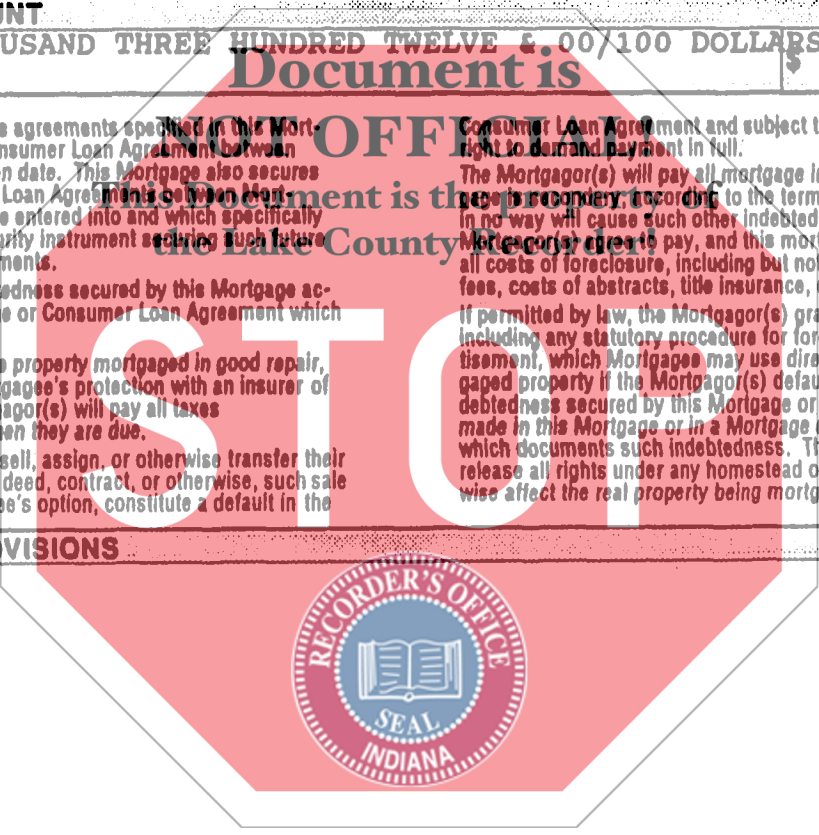 UNT
USAND THREE HUNDRED TWELVE & 00/100 DOLLARS
$
Document is
NOT OFFICIAL!
This Document is the property of
the Lake County Recorder!
s agreements specified in this Mort-
nsumer Loan Agreement between
n date. This Mortgage also secures
Loan Agreements
e entered into and which specifically
rity instrument securing such future
ments.
edness secured by this Mortgage ac-
e or Consumer Loan Agreement which
e property mortgaged in good repair,
gagee's protection with an insurer of
agor(s) will pay all taxes
en they are due.
sell, assign, or otherwise transfer their
deed, contract, or otherwise, such sale
ee's option, constitute a default in the
Consumer Loan Agreement and subject t
right to demand payment in full.
The Mortgagor(s) will pay all mortgage i
according to the term
in no way will cause such other indebted
Mortgagor(s) agree to pay, and this mor
all costs of foreclosure, including but no
fees, costs of abstracts, title insurance,
If permitted by law, the Mortgagor(s) gra
including any statutory procedure for for
tisement, which Mortgagee may use dire
gaged property if the Mortgagor(s) defau
debtedness secured by this Mortgage or
made in this Mortgage or in a Mortgage
which documents such indebtedness. Th
release all rights under any homestead o
wise affect the real property being mortg
STOP
VISIONS
RECORDER'S OFFICE
SEAL
INDIANA